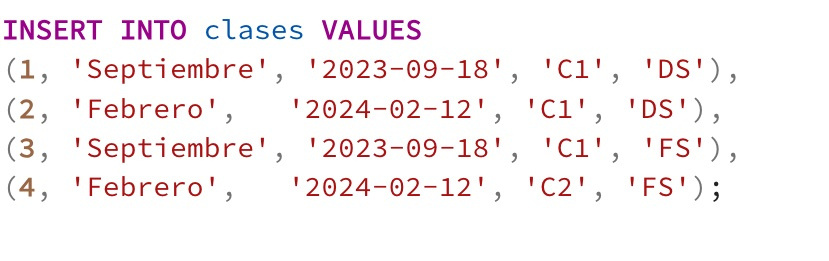 INSERT INTO clases VALUES
(1, 'Septiembre', '2023-09-18', 'C1', 'DS'),
(2, 'Febrero',   '2024-02-12', 'C1', 'DS'),
(3, 'Septiembre', '2023-09-18', 'C1', 'FS'),
(4, 'Febrero',   '2024-02-12', 'C2', 'FS');